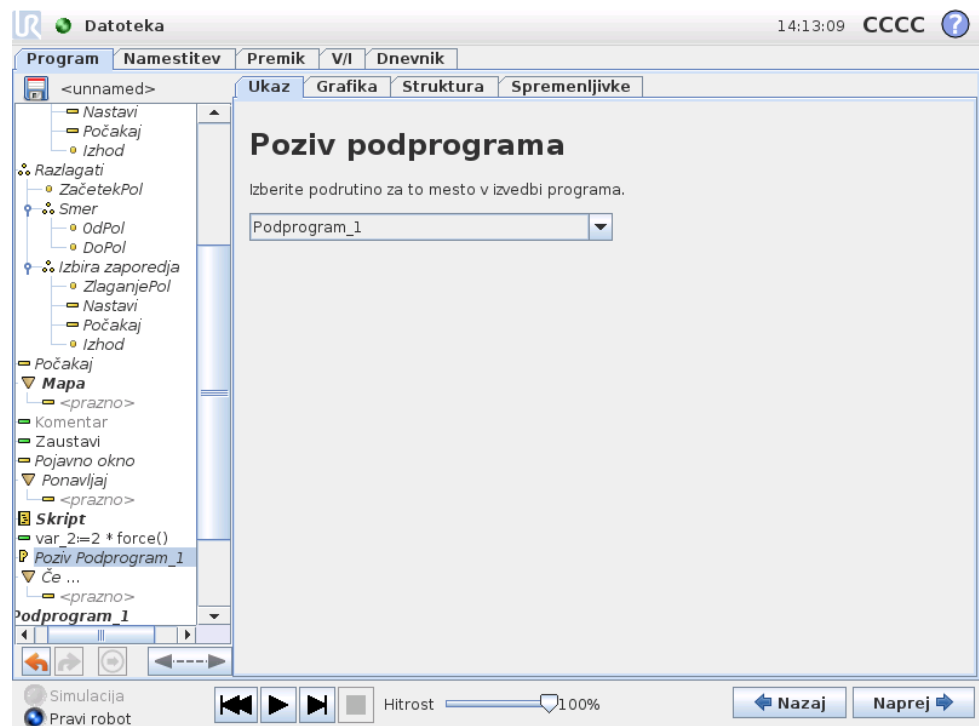 UR Datoteka 14:13:09 CCCC ?
Program Namestitev Premik V/I Dnevnik
<unnamed>
Nastavi
Počakaj
Izhod
Razlagati
ZačetekPol
Smer
OdPol
DoPol
Izbira zaporedja
ZlaganjePol
Nastavi
Počakaj
Izhod
Počakaj
Mapa
<prazno>
Komentar
Zaustavi
Pojavno okno
Ponavljaj
<prazno>
Skript
var_2:=2 * force()
P Poziv Podprogram_1
Če ...
<prazno>
Podprogram_1
Ukaz Grafika Struktura Spremenljivke
Poziv podprograma
Izberite podrutino za to mesto v izvedbi programa.
Podprogram_1
Simulacija
Pravi robot
Hitrost 100%
Nazaj Naprej